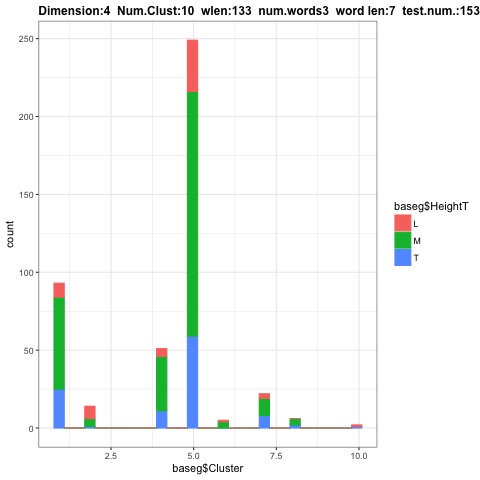 Dimension:4  Num.Clust:10  wlen:133  num.words3  word len:7  test.num.:153
250
200
150
100
50
0
count
2.5 5.0 7.5 10.0
baseg$Cluster
baseg$HeightT
L
M
T